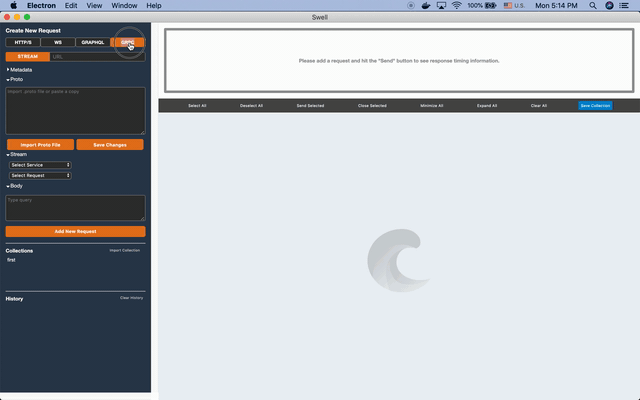 Electron Edit View Window Help
100% U.S. Mon 5:14 PM
Swell
Create New Request
HTTP/S WS GRAPHQL GRPC
STREAM URL
Metadata
Proto
import .proto file or paste a copy
Import Proto File Save Changes
Stream
Select Service
Select Request
Body
Type query
Add New Request
Collections Import Collection
first
History Clear History
Please add a request and hit the "Send" button to see response timing information.
Select All Deselect All Send Selected Close Selected Minimize All Expand All Clear All Save Collection